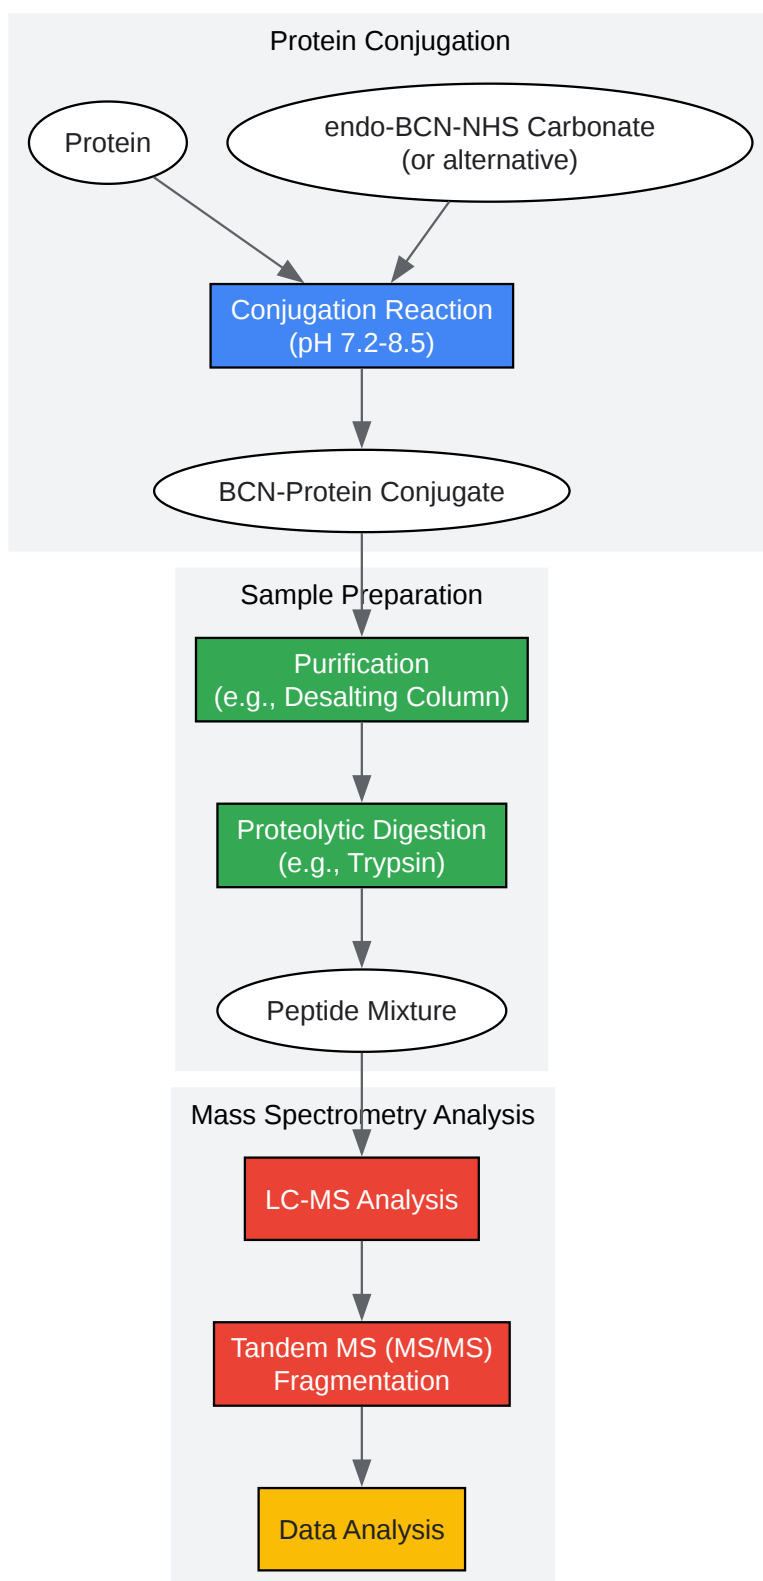 Protein Conjugation
Protein
endo-BCN-NHS Carbonate
(or alternative)
Conjugation Reaction
(pH 7.2-8.5)
BCN-Protein Conjugate
Sample Preparation
Purification
(e.g., Desalting Column)
Proteolytic Digestion
(e.g., Trypsin)
Peptide Mixture
Mass Spectrometry Analysis
LC-MS Analysis
Tandem MS (MS/MS)
Fragmentation
Data Analysis